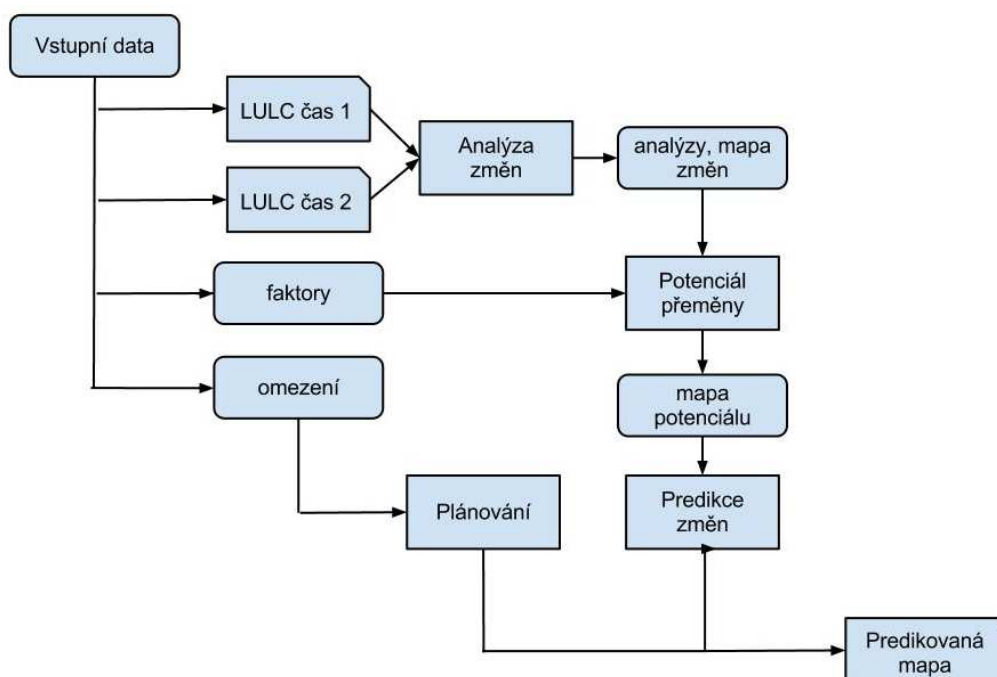 Vstupní data
LULC čas 1
LULC čas 2
Analýza
změn
analýzy, mapa
změn
faktory
Potenciál
přeměny
omezení
mapa
potenciálu
Plánování
Predikce
změn
Predikovaná
mapa